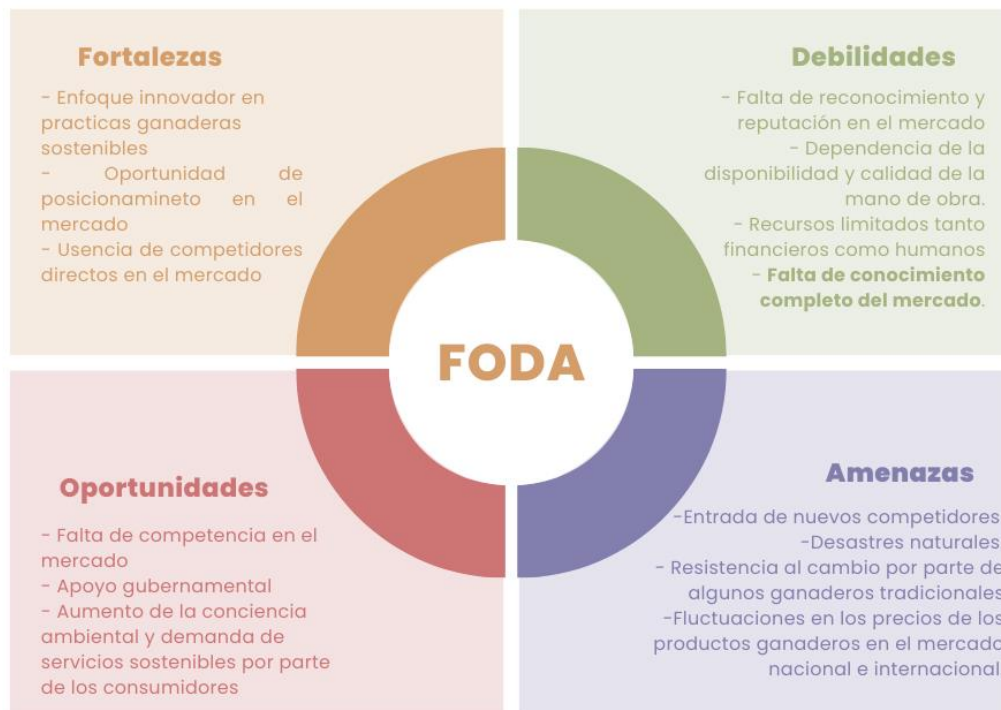 Fortalezas
- Enfoque innovador en
practicas ganaderas
sostenibles
- Oportunidad de
posicionamineto en el
mercado
- Usencia de competidores
directos en el mercado
Debilidades
- Falta de reconocimiento y
reputación en el mercado
- Dependencia de la
disponibilidad y calidad de la
mano de obra.
- Recursos limitados tanto
financieros como humanos
- Falta de conocimiento
completo del mercado.
FODA
Oportunidades
- Falta de competencia en el
mercado
- Apoyo gubernamental
- Aumento de la conciencia
ambiental y demanda de
servicios sostenibles por parte
de los consumidores
Amenazas
-Entrada de nuevos competidores
-Desastres naturales
- Resistencia al cambio por parte de
algunos ganaderos tradicionales
-Fluctuaciones en los precios de los
productos ganaderos en el mercado
nacional e internacional